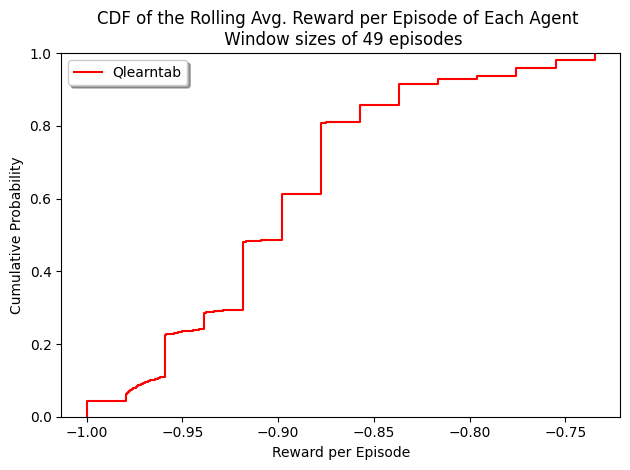 CDF of the Rolling Avg. Reward per Episode of Each Agent
Window sizes of 49 episodes
Qlearntab
1.0
0.8
0.6
0.4
0.2
0.0
Cumulative Probability
−1.00
−0.95
−0.90
−0.85
−0.80
−0.75
Reward per Episode